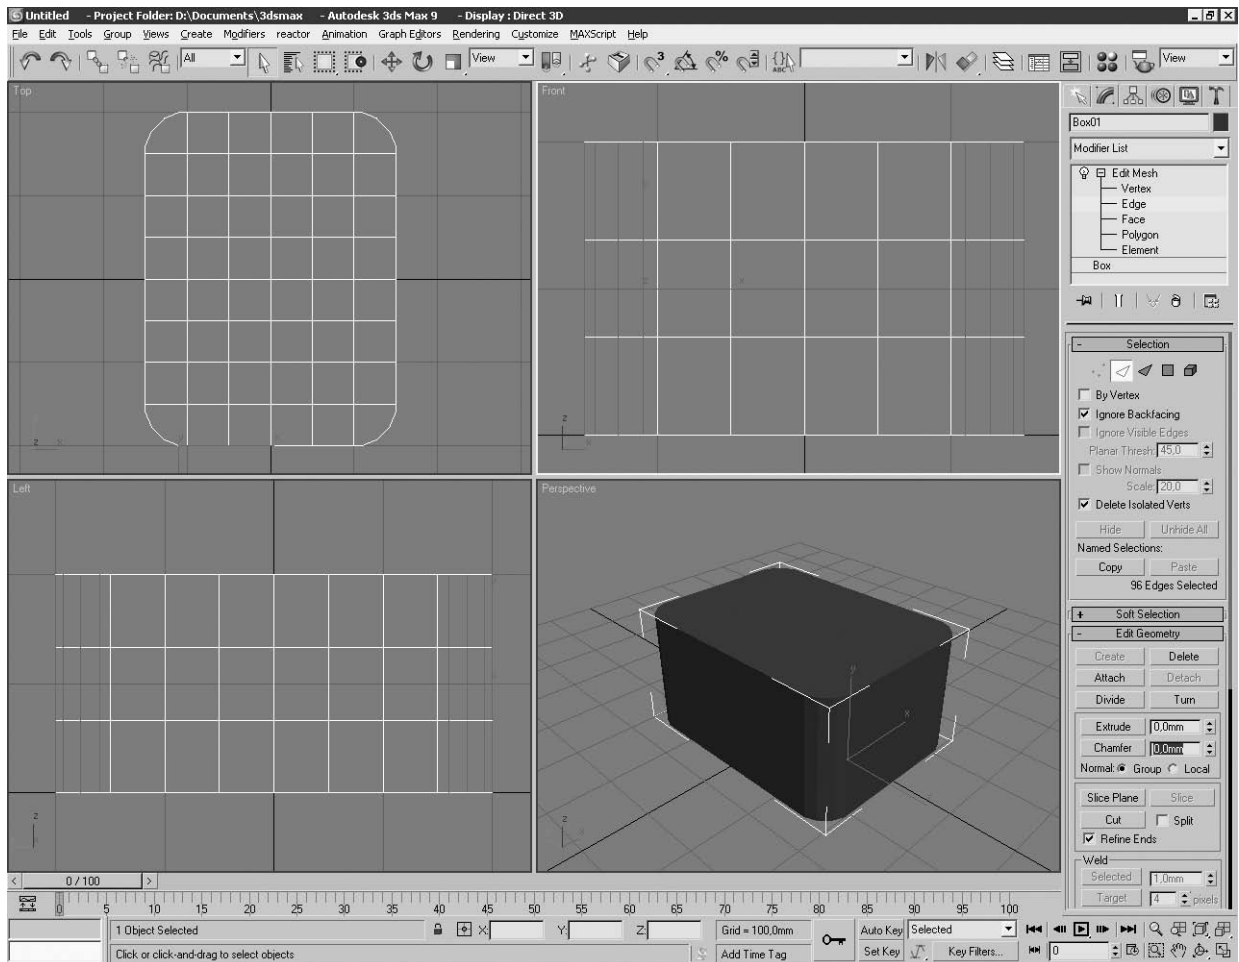 Untitled - Project Folder: D:\Documents\3dsmax - Autodesk 3ds Max 9 - Display : Direct 3D
File Edit Tools Group Views Create Modifiers reactor Animation Graph Editors Rendering Customize MAXScript Help
All View View
Top Front
Box01
Modifier List
Edit Mesh
Vertex
Edge
Face
Polygon
Element
Box
Selection
By Vertex
Ignore Backfacing
Ignore Visible Edges
Planar Thresh: 45,0
Show Normals
Scale: 20,0
Delete Isolated Verts
Hide Unhide All
Named Selections:
Copy Paste
96 Edges Selected
Left Perspective
+ Soft Selection
- Edit Geometry
Create Delete
Attach Detach
Divide Turn
Extrude 0,0mm
Chamfer 0,0mm
Normal: Group Local
Slice Plane Slice
Cut Split
Refine Ends
Weld
Selected 1,0mm
Target 4 pixels
0 / 100
0 5 10 15 20 25 30 35 40 45 50 55 60 65 70 75 80 85 90 95 100
1 Object Selected X: Y: Z: Grid = 100,0mm Auto Key Selected
Click or click-and-drag to select objects Add Time Tag Set Key Key Filters... 0